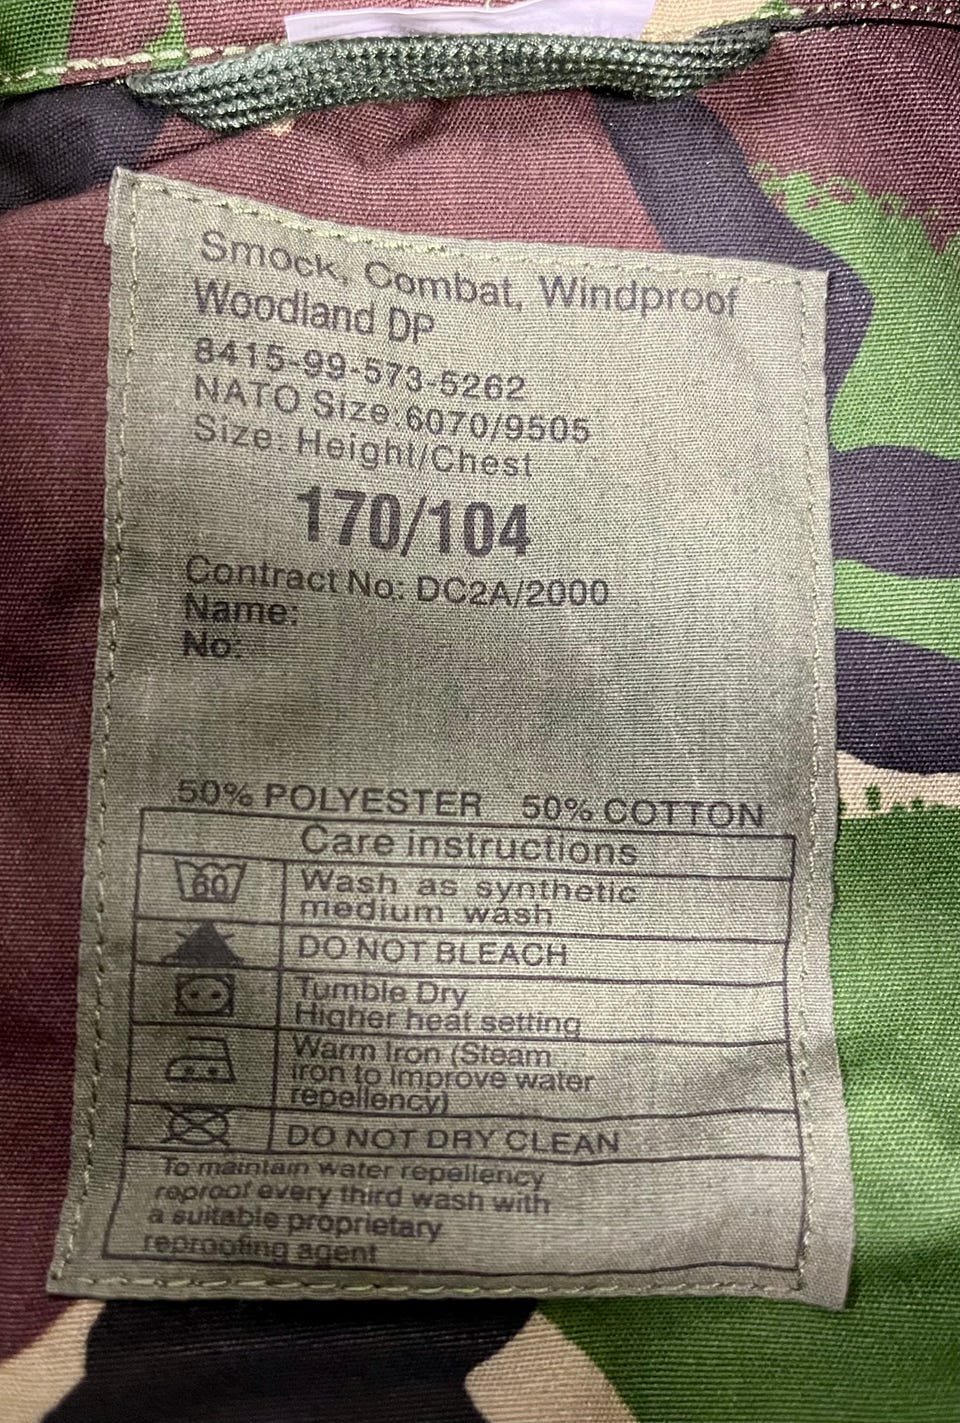 Smock, Combat, Windproof
Woodland DP
8415-99-573-5262
NATO Size:6070/9505
Size: Height/Chest
170/104
Contract No: DC2A/2000
Name:
No:
50% POLYESTER 50% COTTON
Care instructions
60
Wash as synthetic
medium wash
DO NOT BLEACH
Tumble Dry
Higher heat setting
Warm Iron (Steam
iron to improve water
repellency)
DO NOT DRY CLEAN
To maintain water repellency
reproof every third wash with
a suitable proprietary
reproofing agent